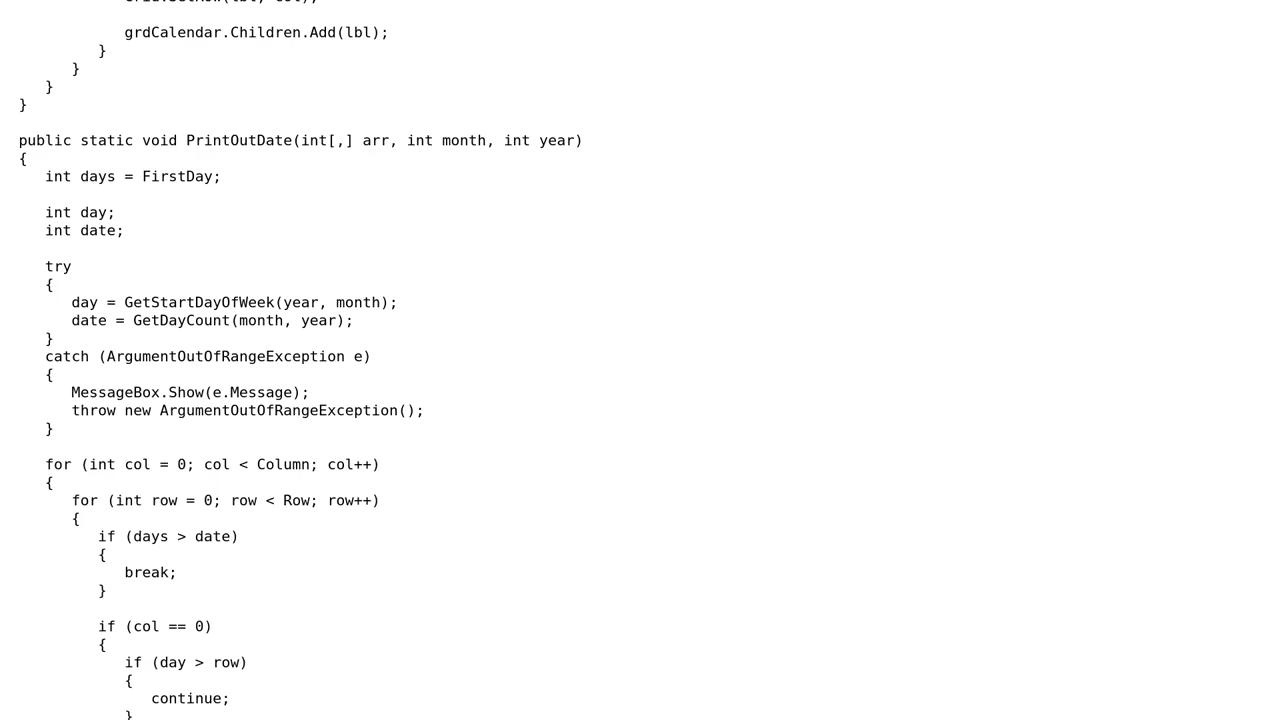 grdCalendar.Children.Add(lbl);
}
}
}
}
public static void PrintOutDate(int[,] arr, int month, int year)
{
int days = FirstDay;
int day;
int date;
try
{
day = GetStartDayOfWeek(year, month);
date = GetDayCount(month, year);
}
catch (ArgumentOutOfRangeException e)
{
MessageBox.Show(e.Message);
throw new ArgumentOutOfRangeException();
}
for (int col = 0; col < Column; col++)
{
for (int row = 0; row < Row; row++)
{
if (days > date)
{
break;
}
if (col == 0)
{
if (day > row)
{
continue;
}